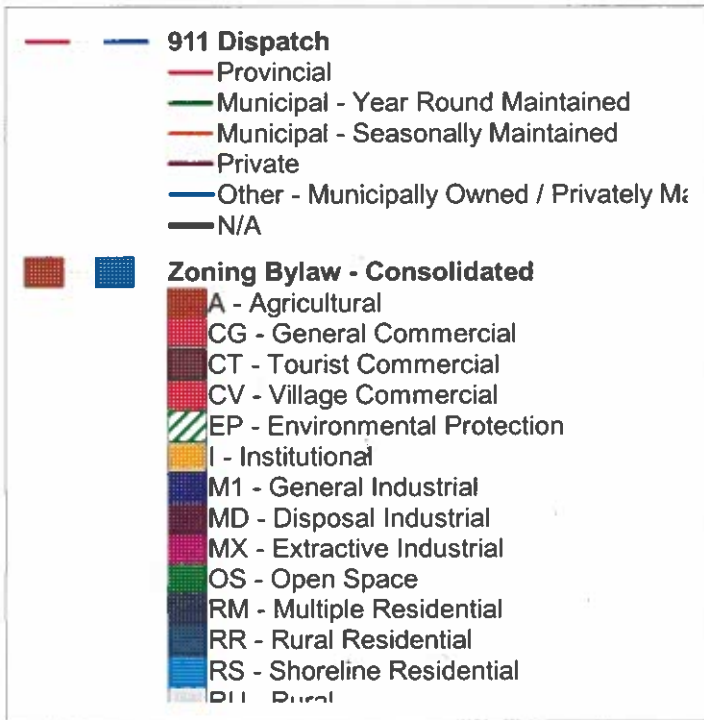 911 Dispatch
Provincial
Municipal - Year Round Maintained
Municipal - Seasonally Maintained
Private
Other - Municipally Owned / Privately
N/A
Zoning Bylaw - Consolidated
A - Agricultural
CG - General Commercial
CT - Tourist Commercial
CV - Village Commercial
EP - Environmental Protection
I - Institutional
M1 - General Industrial
MD - Disposal Industrial
MX - Extractive Industrial
OS - Open Space
RM - Multiple Residential
RR - Rural Residential
RS - Shoreline Residential
RU - Rural